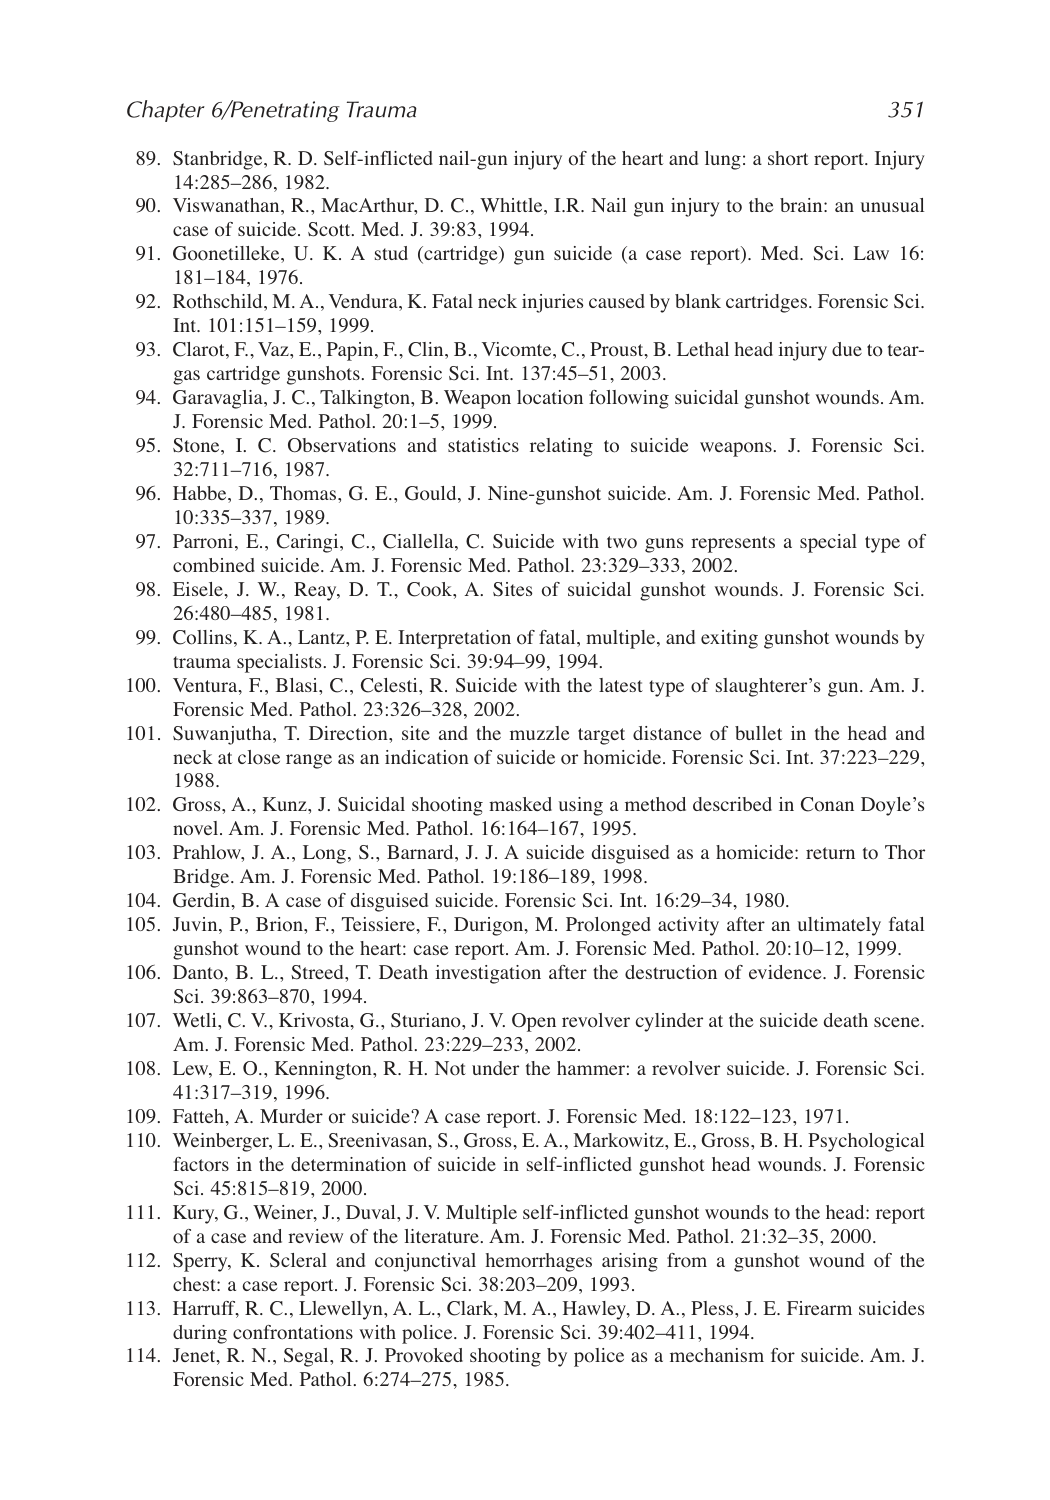 Chapter 6/Penetrating Trauma 351
89. Stanbridge, R. D. Self-inflicted nail-gun injury of the heart and lung: a short report. Injury
14:285–286, 1982.
90. Viswanathan, R., MacArthur, D. C., Whittle, I.R. Nail gun injury to the brain: an unusual
case of suicide. Scott. Med. J. 39:83, 1994.
91. Goonetilleke, U. K. A stud (cartridge) gun suicide (a case report). Med. Sci. Law 16:
181–184, 1976.
92. Rothschild, M. A., Vendura, K. Fatal neck injuries caused by blank cartridges. Forensic Sci.
Int. 101:151–159, 1999.
93. Clarot, F., Vaz, E., Papin, F., Clin, B., Vicomte, C., Proust, B. Lethal head injury due to tear-
gas cartridge gunshots. Forensic Sci. Int. 137:45–51, 2003.
94. Garavaglia, J. C., Talkington, B. Weapon location following suicidal gunshot wounds. Am.
J. Forensic Med. Pathol. 20:1–5, 1999.
95. Stone, I. C. Observations and statistics relating to suicide weapons. J. Forensic Sci.
32:711–716, 1987.
96. Habbe, D., Thomas, G. E., Gould, J. Nine-gunshot suicide. Am. J. Forensic Med. Pathol.
10:335–337, 1989.
97. Parroni, E., Caringi, C., Ciallella, C. Suicide with two guns represents a special type of
combined suicide. Am. J. Forensic Med. Pathol. 23:329–333, 2002.
98. Eisele, J. W., Reay, D. T., Cook, A. Sites of suicidal gunshot wounds. J. Forensic Sci.
26:480–485, 1981.
99. Collins, K. A., Lantz, P. E. Interpretation of fatal, multiple, and exiting gunshot wounds by
trauma specialists. J. Forensic Sci. 39:94–99, 1994.
100. Ventura, F., Blasi, C., Celesti, R. Suicide with the latest type of slaughterer’s gun. Am. J.
Forensic Med. Pathol. 23:326–328, 2002.
101. Suwanjutha, T. Direction, site and the muzzle target distance of bullet in the head and
neck at close range as an indication of suicide or homicide. Forensic Sci. Int. 37:223–229,
1988.
102. Gross, A., Kunz, J. Suicidal shooting masked using a method described in Conan Doyle’s
novel. Am. J. Forensic Med. Pathol. 16:164–167, 1995.
103. Prahlow, J. A., Long, S., Barnard, J. J. A suicide disguised as a homicide: return to Thor
Bridge. Am. J. Forensic Med. Pathol. 19:186–189, 1998.
104. Gerdin, B. A case of disguised suicide. Forensic Sci. Int. 16:29–34, 1980.
105. Juvin, P., Brion, F., Teissiere, F., Durigon, M. Prolonged activity after an ultimately fatal
gunshot wound to the heart: case report. Am. J. Forensic Med. Pathol. 20:10–12, 1999.
106. Danto, B. L., Streed, T. Death investigation after the destruction of evidence. J. Forensic
Sci. 39:863–870, 1994.
107. Wetli, C. V., Krivosta, G., Sturiano, J. V. Open revolver cylinder at the suicide death scene.
Am. J. Forensic Med. Pathol. 23:229–233, 2002.
108. Lew, E. O., Kennington, R. H. Not under the hammer: a revolver suicide. J. Forensic Sci.
41:317–319, 1996.
109. Fatteh, A. Murder or suicide? A case report. J. Forensic Med. 18:122–123, 1971.
110. Weinberger, L. E., Sreenivasan, S., Gross, E. A., Markowitz, E., Gross, B. H. Psychological
factors in the determination of suicide in self-inflicted gunshot head wounds. J. Forensic
Sci. 45:815–819, 2000.
111. Kury, G., Weiner, J., Duval, J. V. Multiple self-inflicted gunshot wounds to the head: report
of a case and review of the literature. Am. J. Forensic Med. Pathol. 21:32–35, 2000.
112. Sperry, K. Scleral and conjunctival hemorrhages arising from a gunshot wound of the
chest: a case report. J. Forensic Sci. 38:203–209, 1993.
113. Harruff, R. C., Llewellyn, A. L., Clark, M. A., Hawley, D. A., Pless, J. E. Firearm suicides
during confrontations with police. J. Forensic Sci. 39:402–411, 1994.
114. Jenet, R. N., Segal, R. J. Provoked shooting by police as a mechanism for suicide. Am. J.
Forensic Med. Pathol. 6:274–275, 1985.